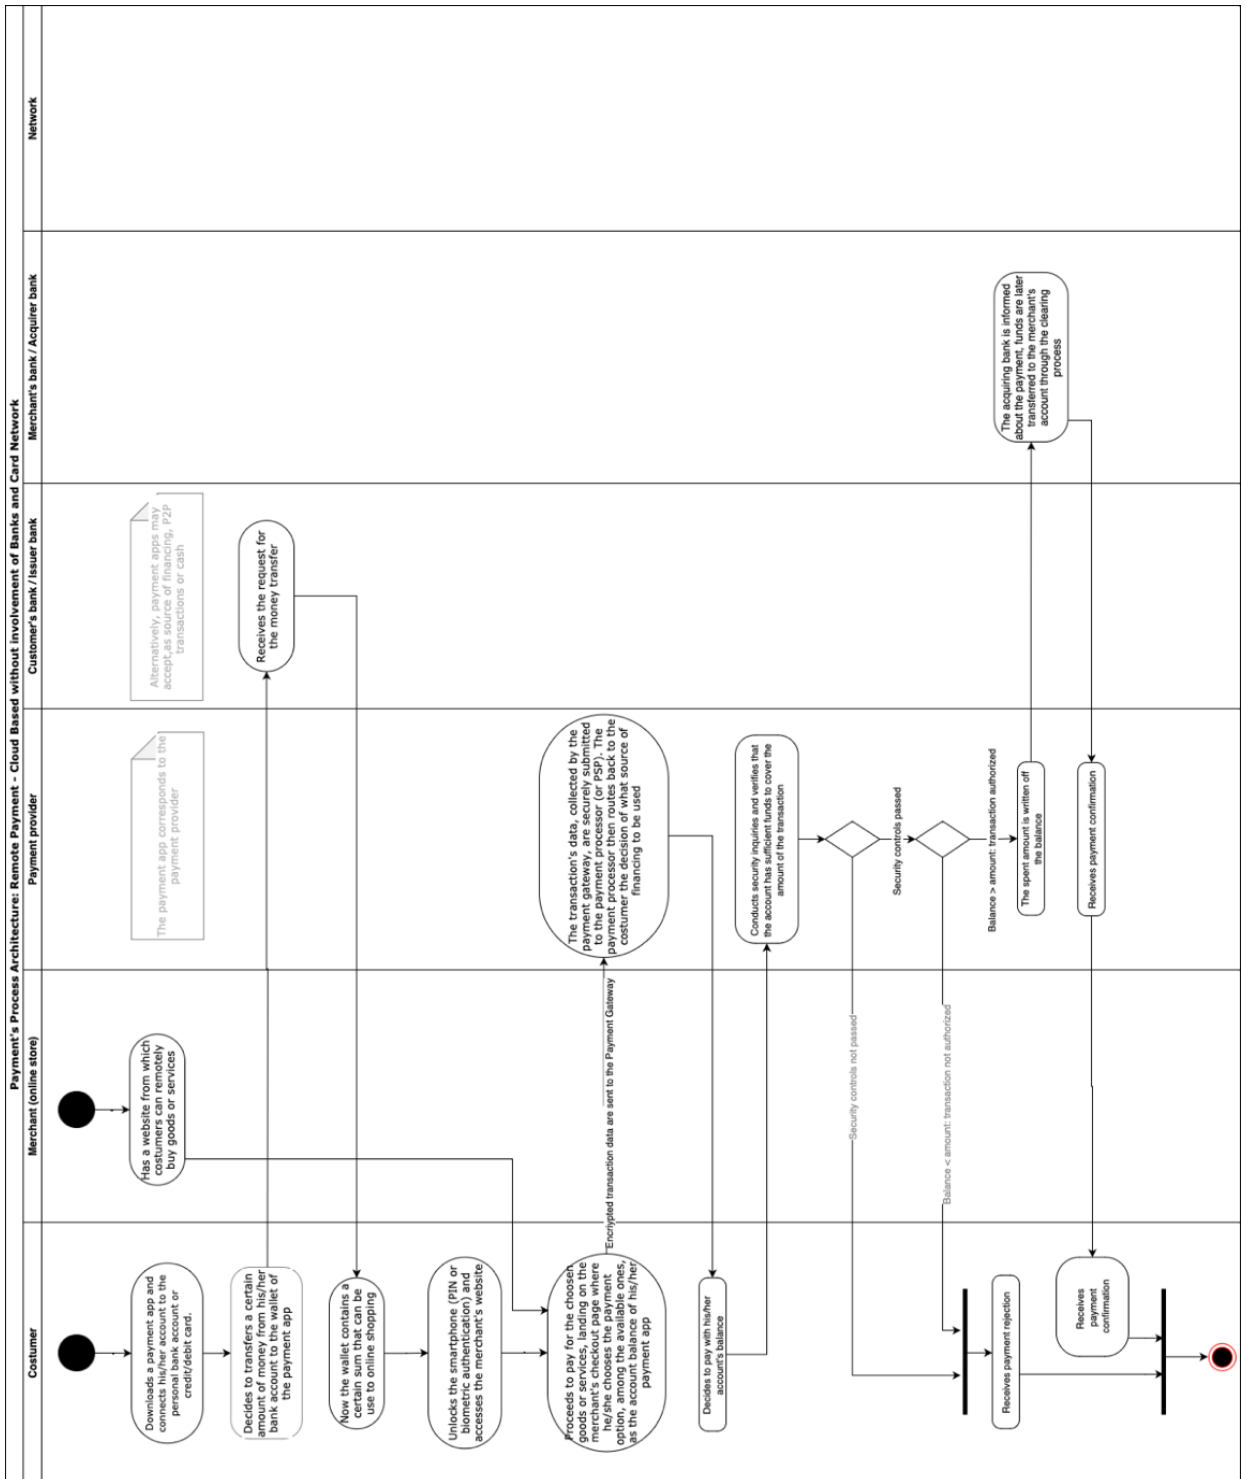 Payment's Process Architecture: Remote Payment - Cloud Based without involvement of Banks and Card Network
Costumer
Merchant (online store)
Payment provider
Customer's bank / Issuer bank
Merchant's bank / Acquirer bank
Network
Downloads a payment app and
connects his/her account to the
personal bank account or
credit/debit card.
Has a website from which
costumers can remotely
buy goods or services
The payment app corresponds to the
payment provider
Alternatively, payment apps may
accept,as source of financing, P2P
transactions or cash
Decides to transfers a certain
amount of money from his/her
bank account to the wallet of
the payment app
Receives the request for
the money transfer
Now the wallet contains a
certain sum that can be
use to online shopping
Unlocks the smartphone (PIN or
biometric authentication) and
accesses the merchant's website
Proceeds to pay for the choosen
goods or services, landing on the
merchant's checkout page where
he/she chooses the payment
option, among the available ones,
as the account balance of his/her
payment app
Encriypted transaction data are sent to the Payment Gateway
The transaction's data, collected by the
payment gateway, are securely submitted
to the payment processor (or PSP). The
payment processor then routes back to the
costumer the decision of what source of
financing to be used
Decides to pay with his/her
account's balance
Conducts security inquiries and verifies that
the account has sufficient funds to cover the
amount of the transaction
Security controls not passed
Security controls passed
Balance < amount: transaction not authorized
Balance > amount: transaction authorized
The spent amount is written off
the balance
The acquiring bank is informed
about the payment, funds are later
transferred to the merchant's
account through the clearing
process
Receives payment rejection
Receives payment confirmation
Receives
payment
confirmation